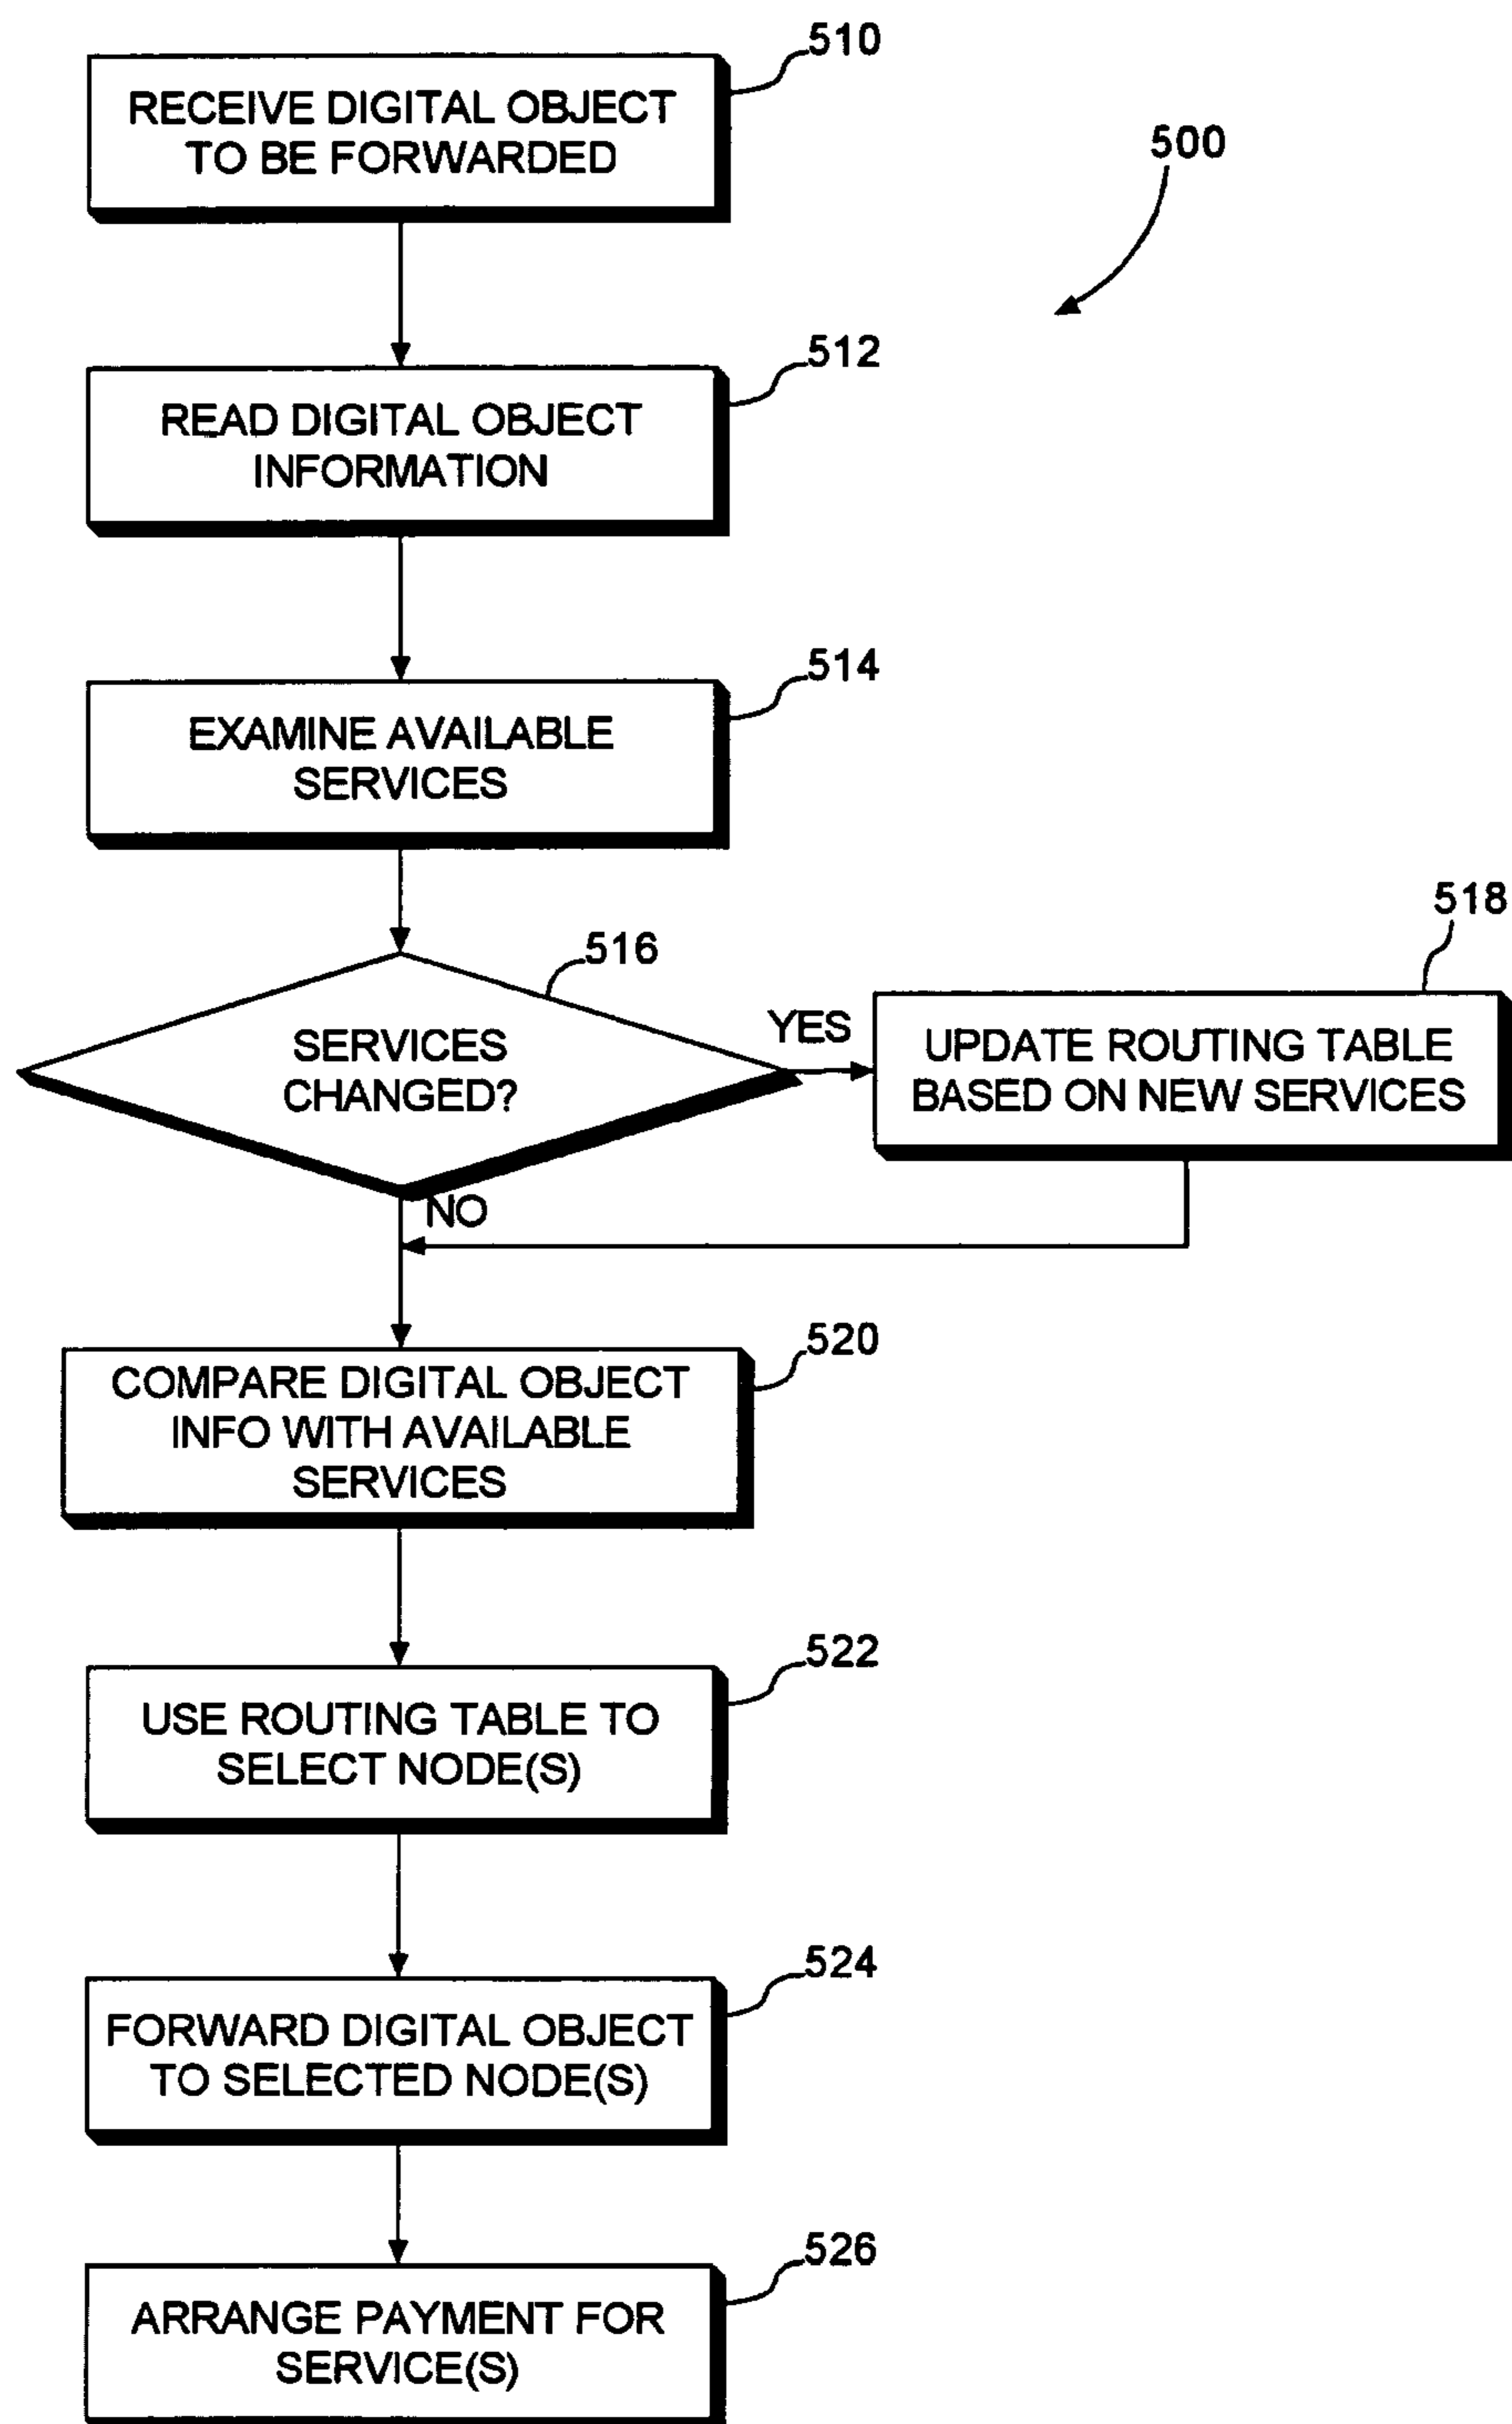 510
RECEIVE DIGITAL OBJECT
TO BE FORWARDED
500
512
READ DIGITAL OBJECT
INFORMATION
514
EXAMINE AVAILABLE
SERVICES
516
518
SERVICES
CHANGED?
YES
UPDATE ROUTING TABLE
BASED ON NEW SERVICES
NO
520
COMPARE DIGITAL OBJECT
INFO WITH AVAILABLE
SERVICES
522
USE ROUTING TABLE TO
SELECT NODE(S)
524
FORWARD DIGITAL OBJECT
TO SELECTED NODE(S)
526
ARRANGE PAYMENT FOR
SERVICE(S)